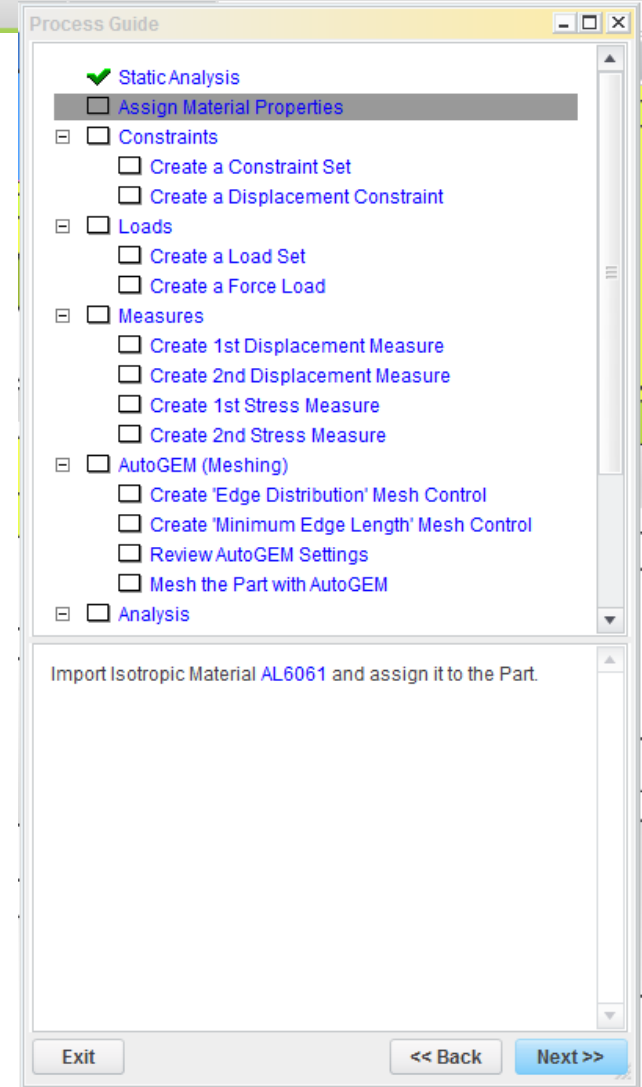 Process Guide
Static Analysis
Assign Material Properties
Constraints
Create a Constraint Set
Create a Displacement Constraint
Loads
Create a Load Set
Create a Force Load
Measures
Create 1st Displacement Measure
Create 2nd Displacement Measure
Create 1st Stress Measure
Create 2nd Stress Measure
AutoGEM (Meshing)
Create 'Edge Distribution' Mesh Control
Create 'Minimum Edge Length' Mesh Control
Review AutoGEM Settings
Mesh the Part with AutoGEM
Analysis
Import Isotropic Material AL6061 and assign it to the Part.
Exit << Back Next >>